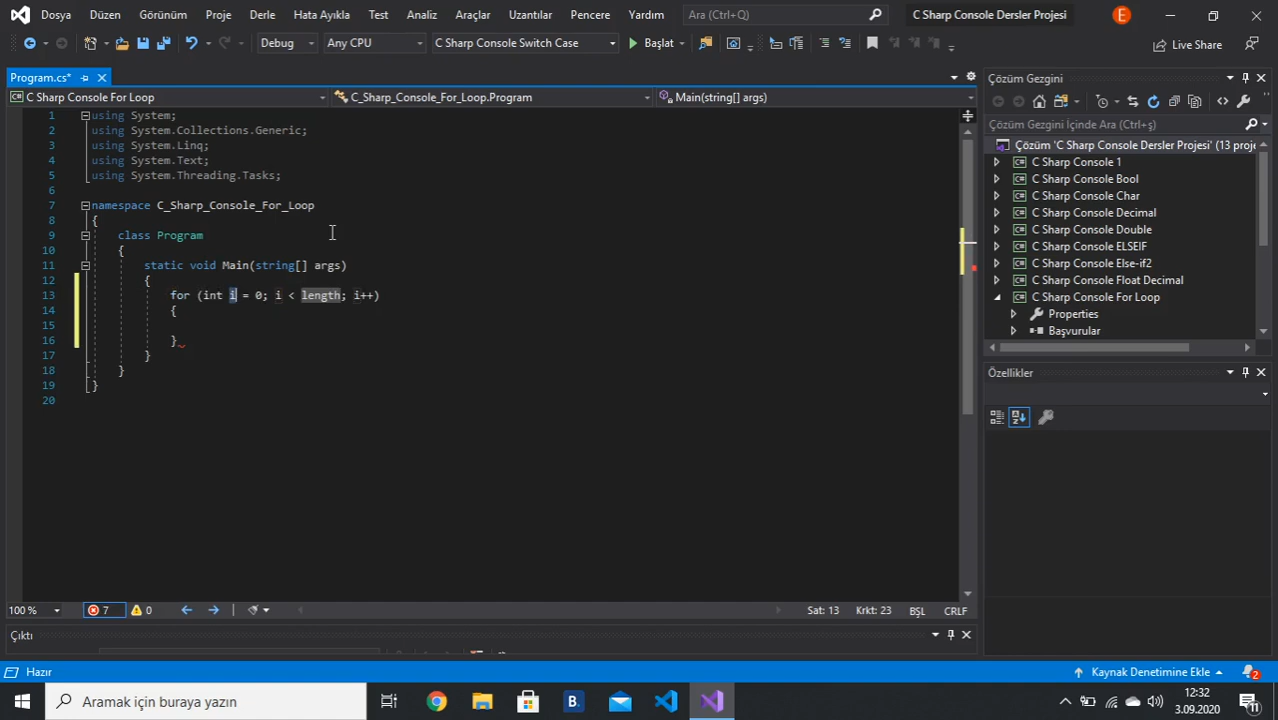 Dosya Düzen Görünüm Proje Derle Hata Ayıkla Test Analiz Araçlar Uzantılar Pencere Yardım Ara (Ctrl+Q) C Sharp Console Dersler Projesi E
Debug Any CPU C Sharp Console Switch Case Başlat Live Share
Program.cs* Çözüm Gezgini
C# C Sharp Console For Loop C_Sharp_Console_For_Loop.Program Main(string[] args)
Çözüm Gezgini İçinde Ara (Ctrl+ş)
1 using System;
2 using System.Collections.Generic;
3 using System.Linq;
4 using System.Text;
5 using System.Threading.Tasks;
6
7 namespace C_Sharp_Console_For_Loop
8 {
9 class Program
10 {
11 static void Main(string[] args)
12 {
13 for (int i = 0; i < length; i++)
14 {
15
16 }
17 }
18 }
19 }
20
Çözüm 'C Sharp Console Dersler Projesi' (13 proje
C# C Sharp Console 1
C# C Sharp Console Bool
C# C Sharp Console Char
C# C Sharp Console Decimal
C# C Sharp Console Double
C# C Sharp Console ELSEIF
C# C Sharp Console Else-if2
C# C Sharp Console Float Decimal
C# C Sharp Console For Loop
Properties
Başvurular
Özellikler
100 % 7 0 Sat: 13 Krkt: 23 BŞL CRLF
Çıktı
Hazır Kaynak Denetimine Ekle 2
Aramak için buraya yazın B. 12:32
3.09.2020 11